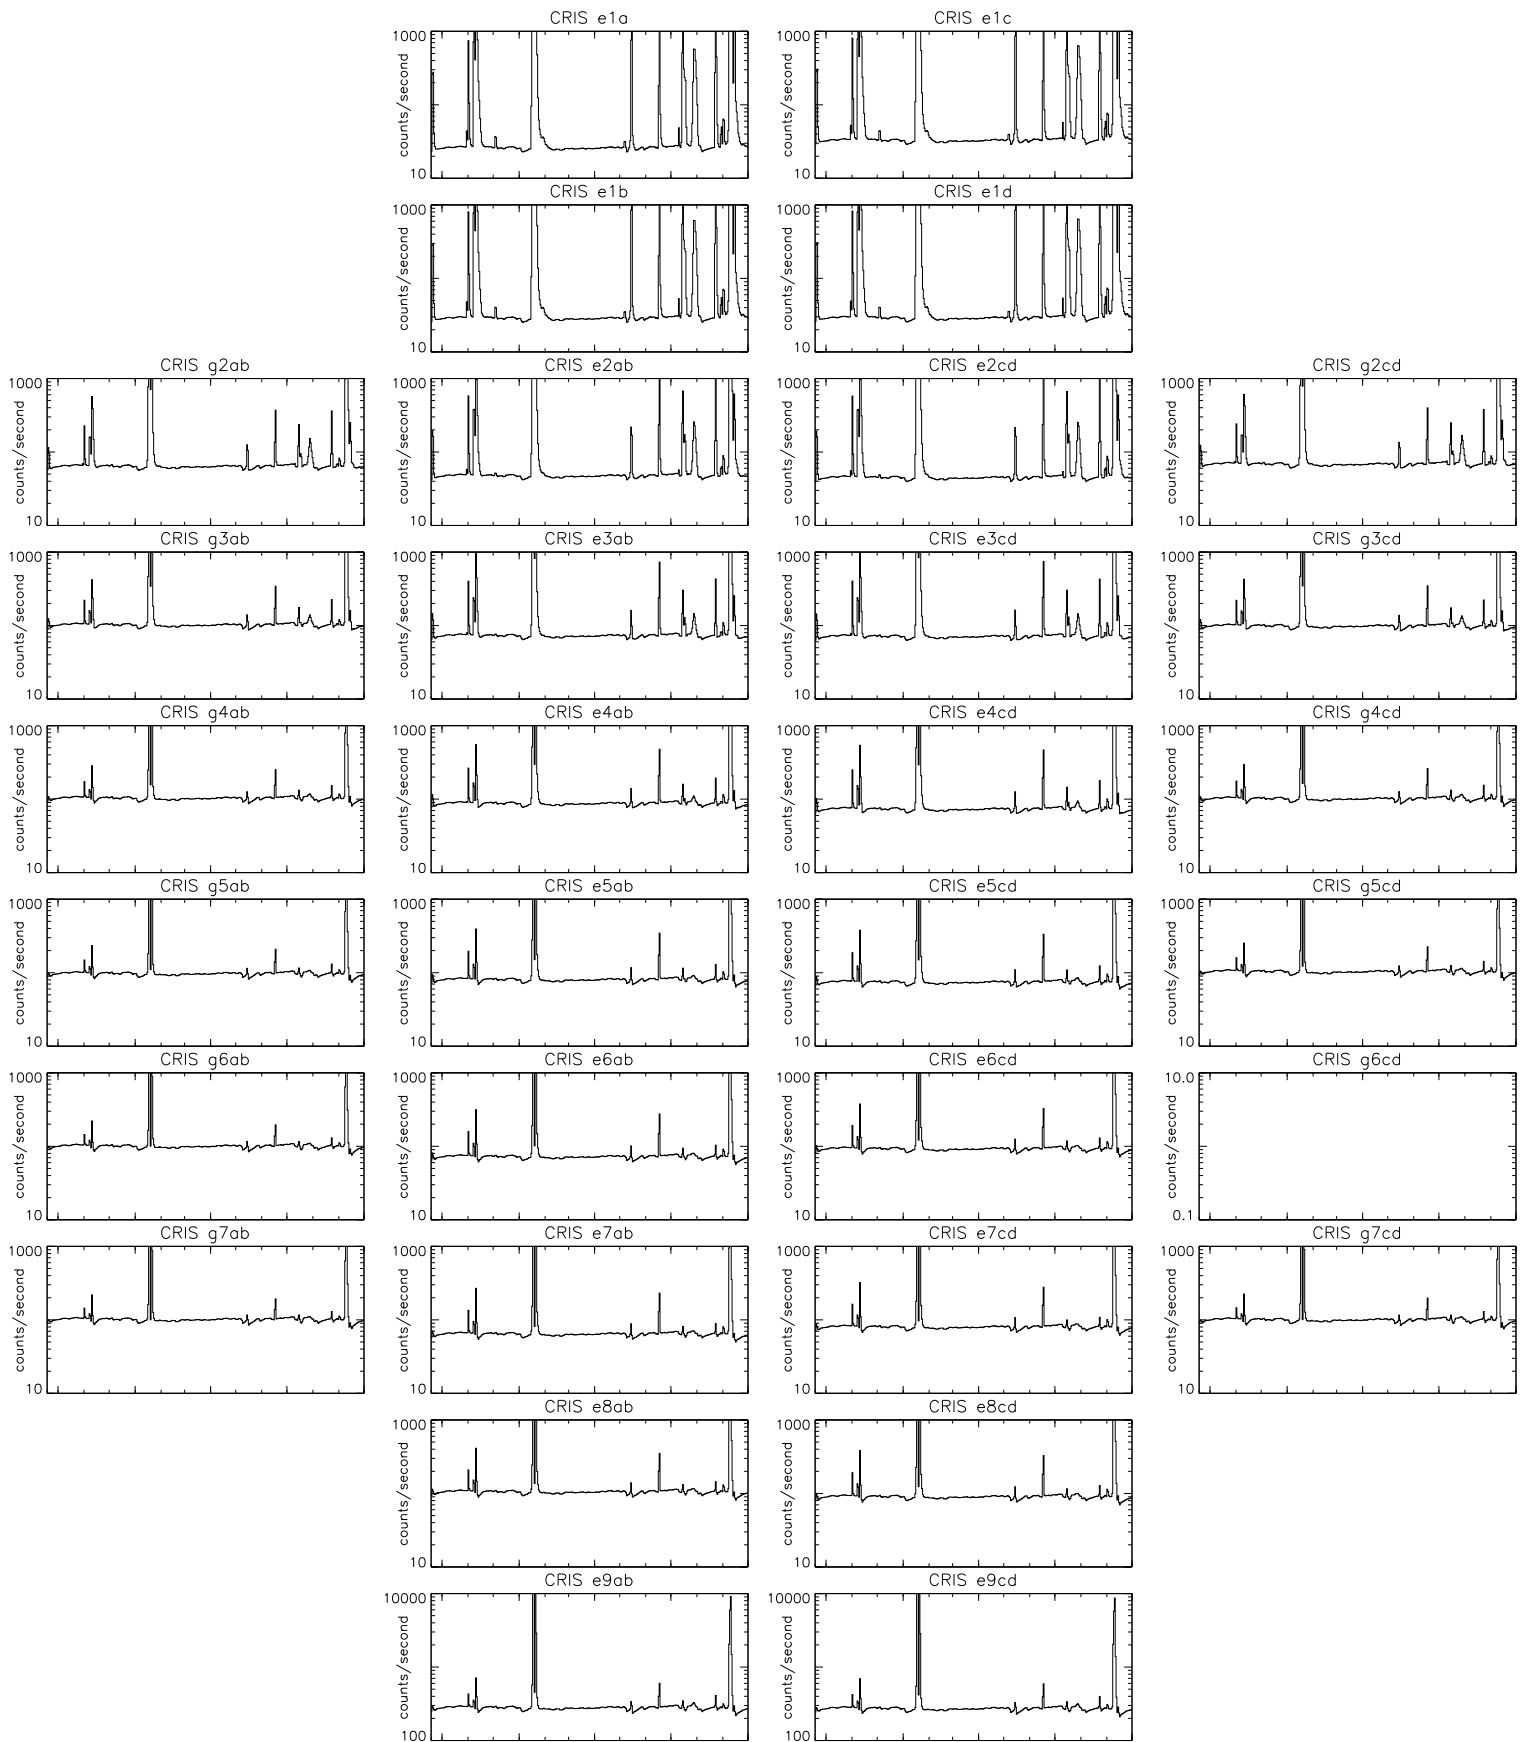 CRIS e1a
CRIS e1c
1000
counts/second
10
1000
counts/second
10
CRIS e1b
CRIS e1d
1000
counts/second
10
1000
counts/second
10
CRIS g2ab
CRIS e2ab
CRIS e2cd
CRIS g2cd
1000
counts/second
10
1000
counts/second
10
1000
counts/second
10
1000
counts/second
10
CRIS g3ab
CRIS e3ab
CRIS e3cd
CRIS g3cd
1000
counts/second
10
1000
counts/second
10
1000
counts/second
10
1000
counts/second
10
CRIS g4ab
CRIS e4ab
CRIS e4cd
CRIS g4cd
1000
counts/second
10
1000
counts/second
10
1000
counts/second
10
1000
counts/second
10
CRIS g5ab
CRIS e5ab
CRIS e5cd
CRIS g5cd
1000
counts/second
10
1000
counts/second
10
1000
counts/second
10
1000
counts/second
10
CRIS g6ab
CRIS e6ab
CRIS e6cd
CRIS g6cd
1000
counts/second
10
1000
counts/second
10
1000
counts/second
10
10.0
counts/second
0.1
CRIS g7ab
CRIS e7ab
CRIS e7cd
CRIS g7cd
1000
counts/second
10
1000
counts/second
10
1000
counts/second
10
1000
counts/second
10
CRIS e8ab
CRIS e8cd
1000
counts/second
10
1000
counts/second
10
CRIS e9ab
CRIS e9cd
10000
counts/second
100
10000
counts/second
100